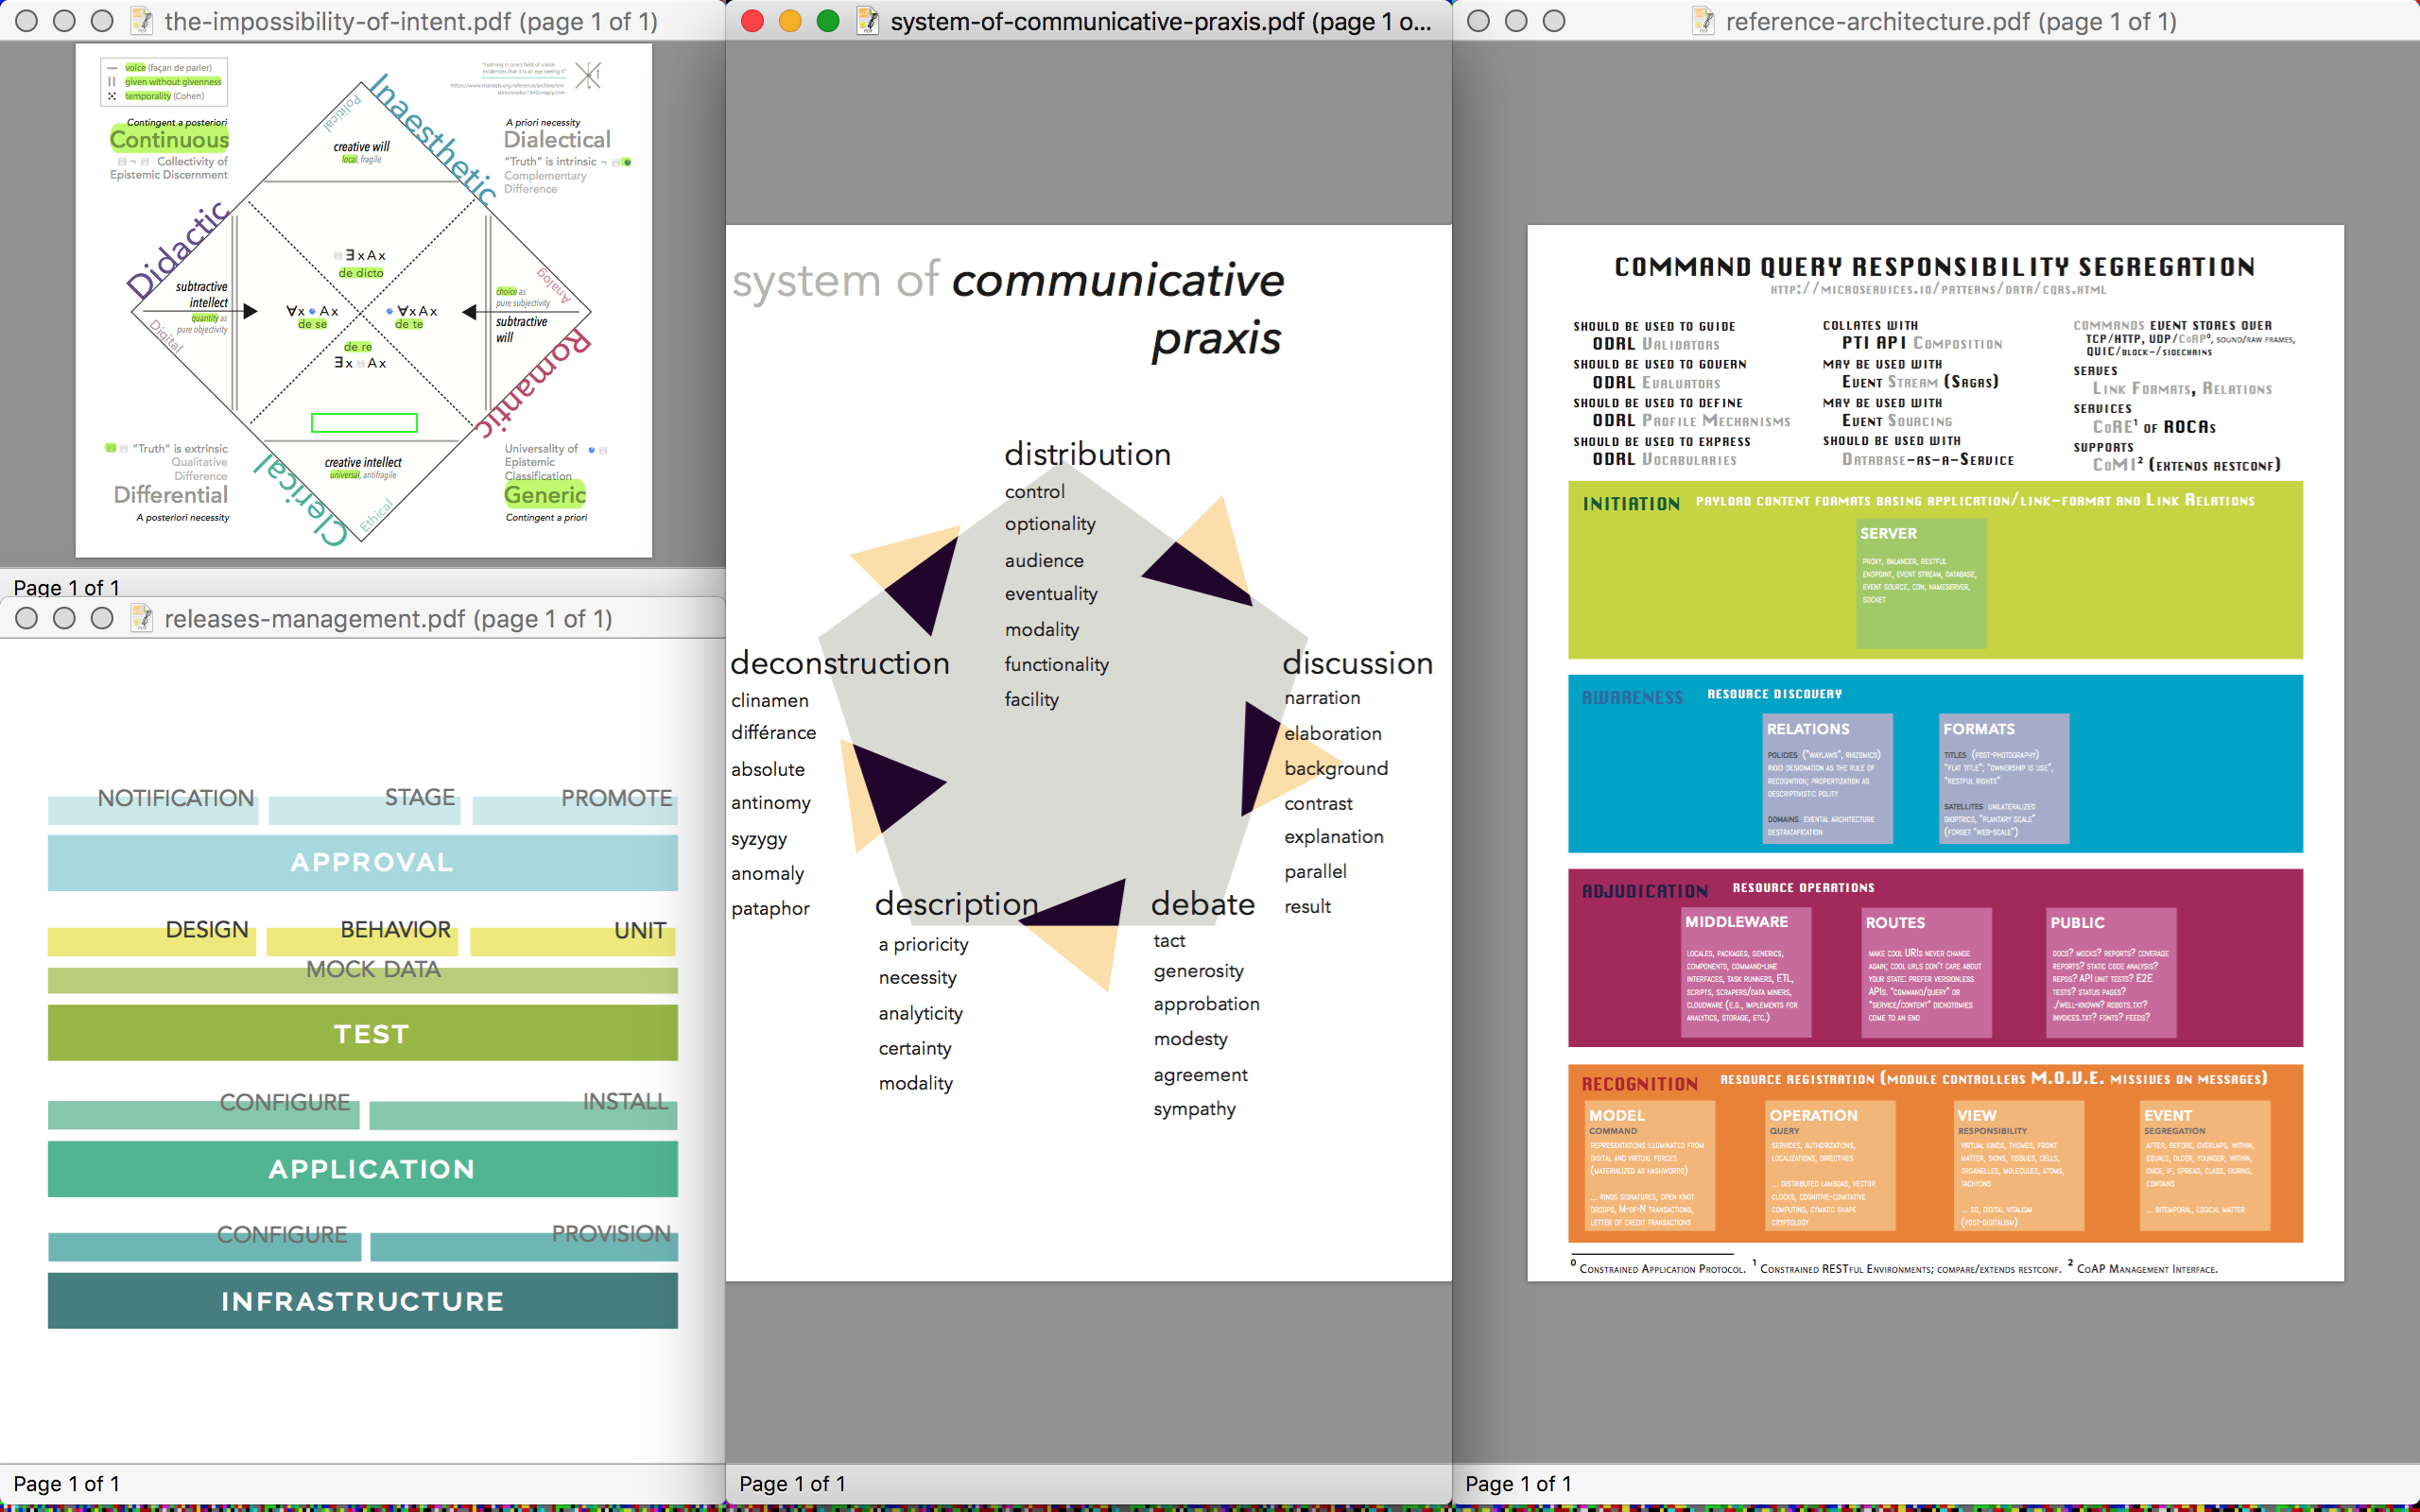 the-impossibility-of-intent.pdf (page 1 of 1)
voice (façan de parler)
given without givenness
temporality (Cohen)
"nothing in one's field of vision
evidences that it is an eye seeing it"
Contingent a posteriori
Continuous
Collectivity of
Epistemic Discernment
A priori necessity
Dialectical
"Truth" is intrinsic ¬
Complementary
Difference
Political
Inaesthetic
creative will
local, fragile
Didactic
subtractive
intellect
quantity as
pure objectivity
Digital
∃xAx
de dicto
∀x Ax
de se
∀xAx
de te
de re
∃x Ax
Analog
choice as
pure subjectivity
subtractive
will
Romantic
"Truth" is extrinsic
Qualitative
Difference
Differential
A posteriori necessity
creative intellect
universal, antifragile
Clerical
Ethical
Universality of
Epistemic
Classification
Generic
Contingent a priori
Page 1 of 1
releases-management.pdf (page 1 of 1)
NOTIFICATION STAGE PROMOTE
APPROVAL
DESIGN BEHAVIOR UNIT
MOCK DATA
TEST
CONFIGURE INSTALL
APPLICATION
CONFIGURE PROVISION
INFRASTRUCTURE
Page 1 of 1
system-of-communicative-praxis.pdf (page 1 o...
system of communicative
praxis
distribution
control
optionality
audience
eventuality
modality
functionality
facility
deconstruction
clinamen
différance
absolute
antinomy
syzygy
anomaly
pataphor
discussion
narration
elaboration
background
contrast
explanation
parallel
result
description
a prioricity
necessity
analyticity
certainty
modality
debate
tact
generosity
approbation
modesty
agreement
sympathy
Page 1 of 1
reference-architecture.pdf (page 1 of 1)
COMMAND QUERY RESPONSIBILITY SEGREGATION
HTTP://MICROSERVICES.IO/PATTERNS/DATA/CQRS.HTML
SHOULD BE USED TO GUIDE
ODRL VALIDATORS
SHOULD BE USED TO GOVERN
ODRL EVALUATORS
SHOULD BE USED TO DEFINE
ODRL PROFILE MECHANISMS
SHOULD BE USED TO EXPRESS
ODRL VOCABULARIES
COLLATES WITH
PTI API COMPOSITION
MAY BE USED WITH
EVENT STREAM (SAGAS)
MAY BE USED WITH
EVENT SOURCING
SHOULD BE USED WITH
DATABASE-AS-A-SERVICE
COMMANDS EVENT STORES OVER
TCP/HTTP, UDP/CoAP⁰, SOUND/RAW FRAMES,
QUIC/BLOCK-/SIDECHAINS
SERVES
LINK FORMATS, RELATIONS
SERVICES
CoRE¹ OF ROCAs
SUPPORTS
CoMI² (EXTENDS RESTCONF)
INITIATION PAYLOAD CONTENT FORMATS BASING APPLICATION/LINK-FORMAT AND LINK RELATIONS
SERVER
PROXY, BALANCER, RESTFUL
ENDPOINT, EVENT STREAM, DATABASE,
EVENT SOURCE, CDN, NAMESERVER,
SOCKET
AWARENESS RESOURCE DISCOVERY
RELATIONS
POLICIES ("WAYLAWS", RHIZOMICS)
RIGID DESIGNATION AS THE RULE OF
RECOGNITION; PROPERTIZATION AS
DESCRIPTIVISTIC POLITY
DOMAINS EVENTAL ARCHITECTURE
DESTRATAFICATION
FORMATS
TITLES (POST-PHOTOGRAPHY)
"FLAT TITLE"; "OWNERSHIP IS USE",
"RESTFUL RIGHTS"
SATELLITES UNILATERALIZED
DIOPTRICS, "PLANTARY SCALE"
(FORGET "WEB-SCALE")
ADJUDICATION RESOURCE OPERATIONS
MIDDLEWARE
LOCALES, PACKAGES, GENERICS,
COMPONENTS, COMMAND-LINE
INTERFACES, TASK RUNNERS, ETL,
SCRIPTS, SCRAPERS/DATA MINERS,
CLOUDWARE (E.G., IMPLEMENTS FOR
ANALYTICS, STORAGE, ETC.)
ROUTES
MAKE COOL URIS NEVER CHANGE
AGAIN; COOL URLS DON'T CARE ABOUT
YOUR STATE: PREFER VERSIONLESS
APIS. "COMMAND/QUERY" OR
"SERVICE/CONTENT" DICHOTOMIES
COME TO AN END
PUBLIC
DOCS? MOCKS? REPORTS? COVERAGE
REPORTS? STATIC CODE ANALYSIS?
REPOS? API UNIT TESTS? E2E
TESTS? STATUS PAGES?
./WELL-KNOWN? ROBOTS.TXT?
INVOICES.TXT? FONTS? FEEDS?
RECOGNITION RESOURCE REGISTRATION (MODULE CONTROLLERS M.O.V.E. MISSIVES ON MESSAGES)
MODEL
COMMAND
REPRESENTATIONS ILLUMINATED FROM
DIGITAL AND VIRTUAL FORCES
(MATERIALIZED AS HASHWORDS)
... RINGS SIGNATURES, OPEN KNOT
GROUPS, M-OF-N TRANSACTIONS,
LETTER OF CREDIT TRANSACTIONS
OPERATION
QUERY
SERVICES, AUTHORIZATIONS,
LOCALIZATIONS, DIRECTIVES
... DISTRIBUTED LAMBDAS, VECTOR
CLOCKS, COGNITIVE-COMITATIVE
COMPUTING, CYMATIC SHAPE
CRYPTOLOGY
VIEW
RESPONSIBILITY
VIRTUAL KINDS, THEMES, FRONT
MATTER, SKINS, TISSUES, CELLS,
ORGANELLES, MOLECULES, ATOMS,
TACHYONS
... SO, DIGITAL VITALISM
(POST-DIGITALISM)
EVENT
SEGREGATION
AFTER, BEFORE, OVERLAPS, WITHIN,
EQUALS, OLDER, YOUNGER, WITHIN,
ONCE, IF, SPREAD, CLASS, DURING,
CONTAINS
... BITEMPORAL, LOGICAL MATTER
⁰ CONSTRAINED APPLICATION PROTOCOL. ¹ CONSTRAINED RESTFUL ENVIRONMENTS; COMPARE/EXTENDS RESTCONF. ² COAP MANAGEMENT INTERFACE.
Page 1 of 1